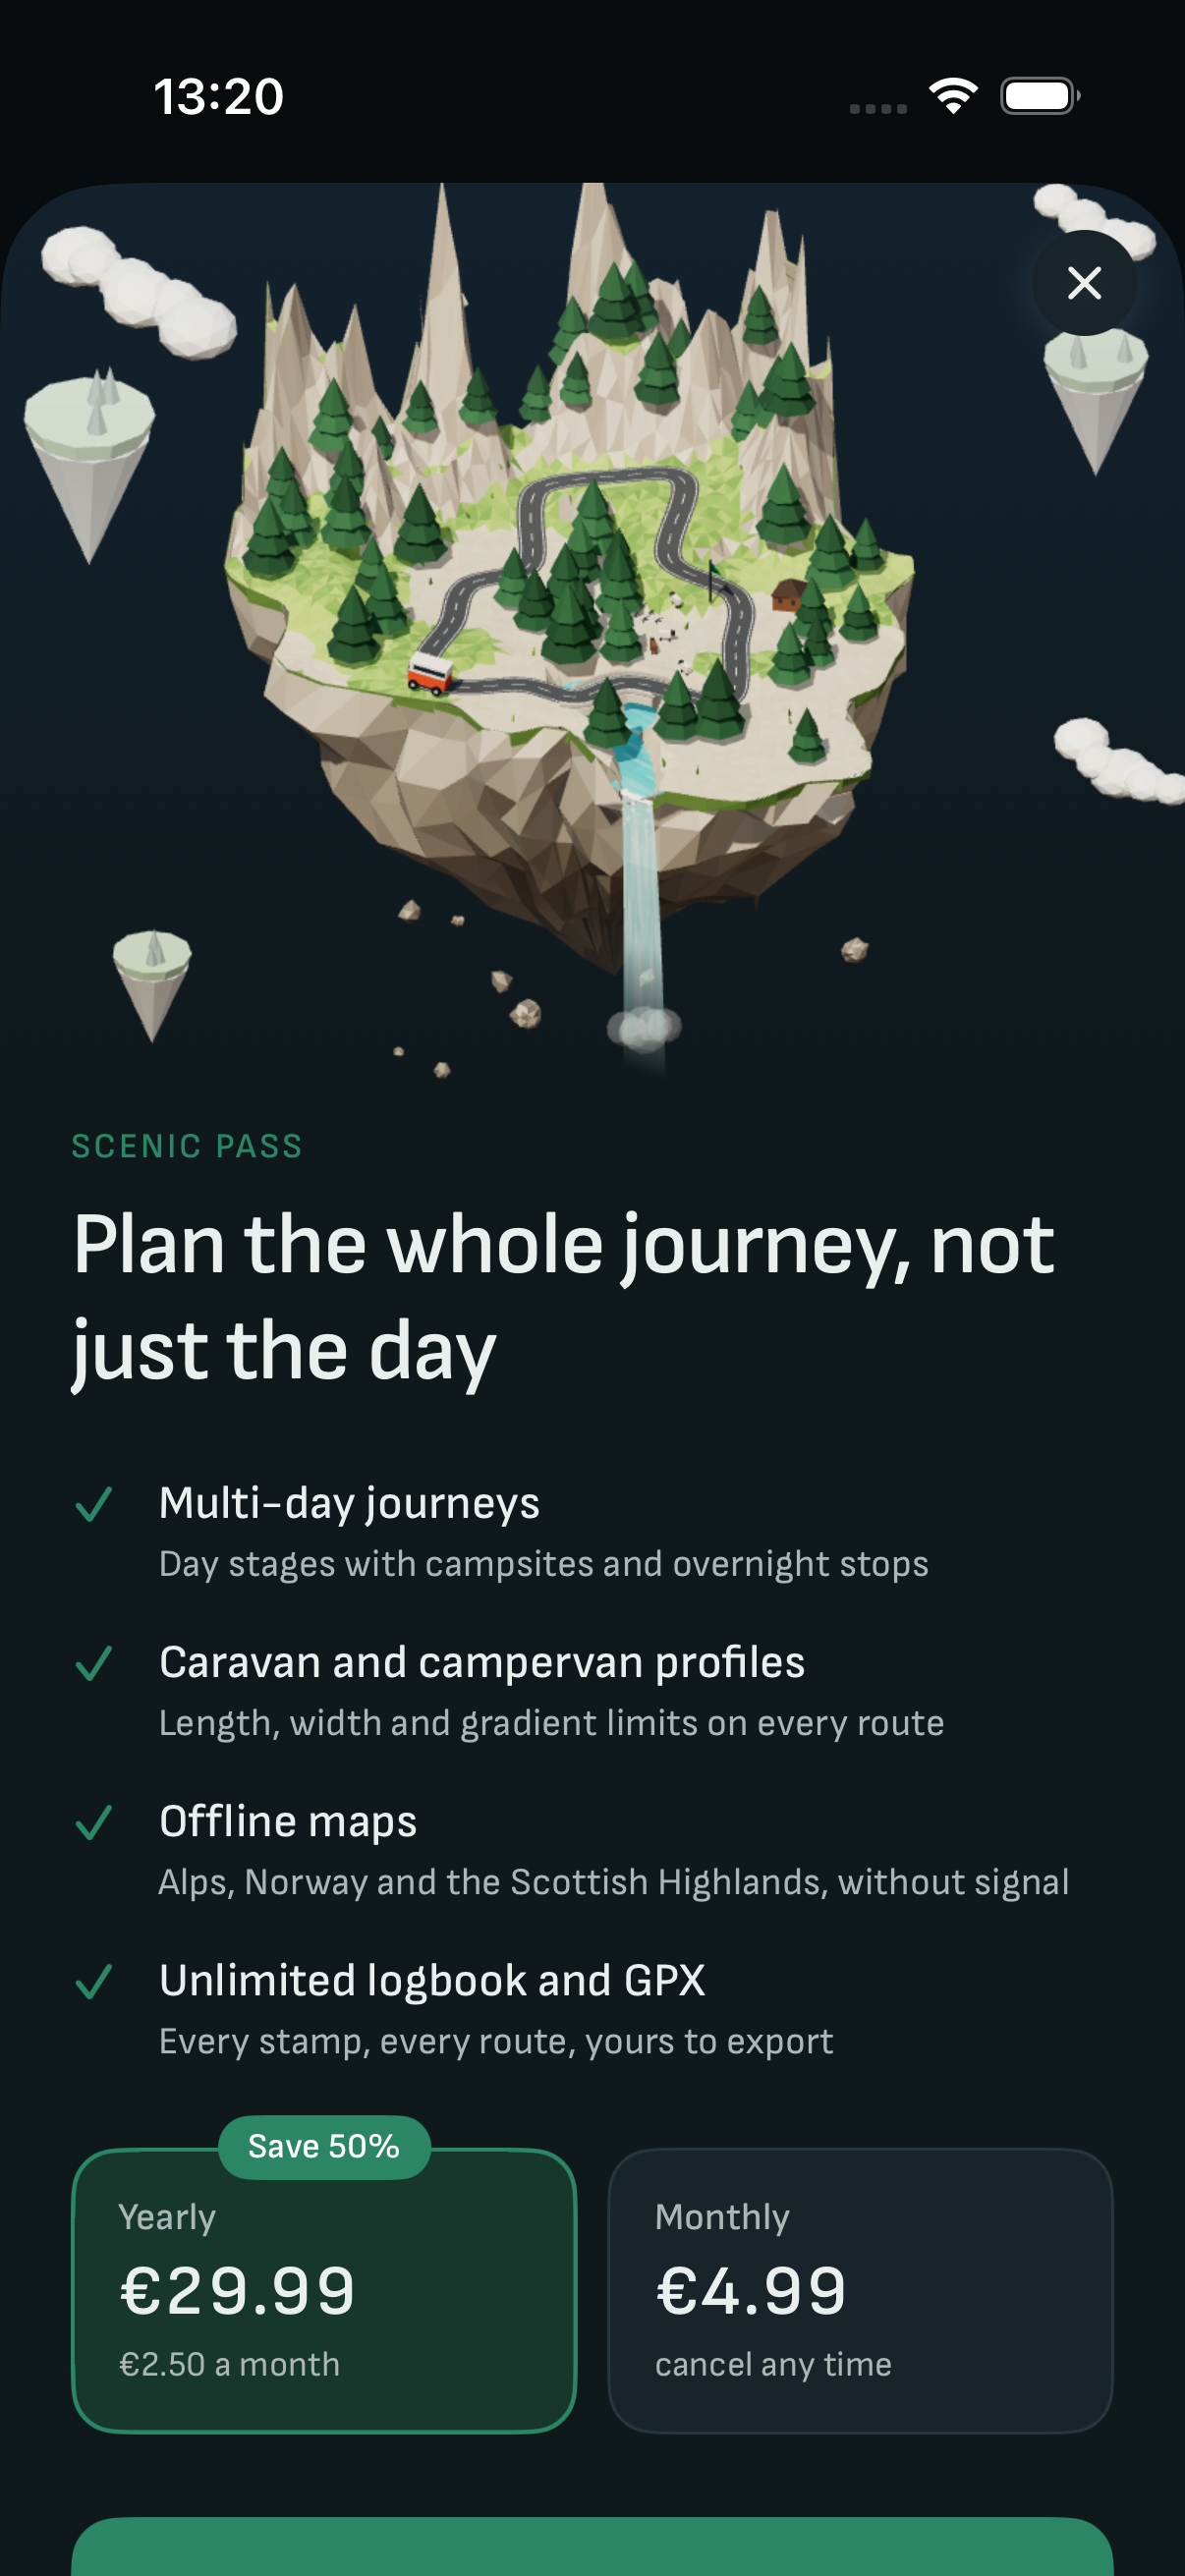 13:20
SCENIC PASS
Plan the whole journey, not
just the day
Multi-day journeys
Day stages with campsites and overnight stops
Caravan and campervan profiles
Length, width and gradient limits on every route
Offline maps
Alps, Norway and the Scottish Highlands, without signal
Unlimited logbook and GPX
Every stamp, every route, yours to export
Save 50%
Yearly
€29.99
€2.50 a month
Monthly
€4.99
cancel any time